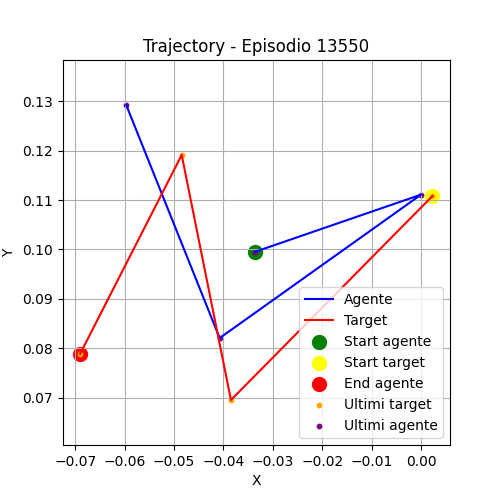 Trajectory - Episodio 13550
Y
0.13
0.12
0.11
0.10
0.09
0.08
0.07
Agente
Target
Start agente
Start target
End agente
Ultimi target
Ultimi agente
−0.07 −0.06 −0.05 −0.04 −0.03 −0.02 −0.01 0.00
X